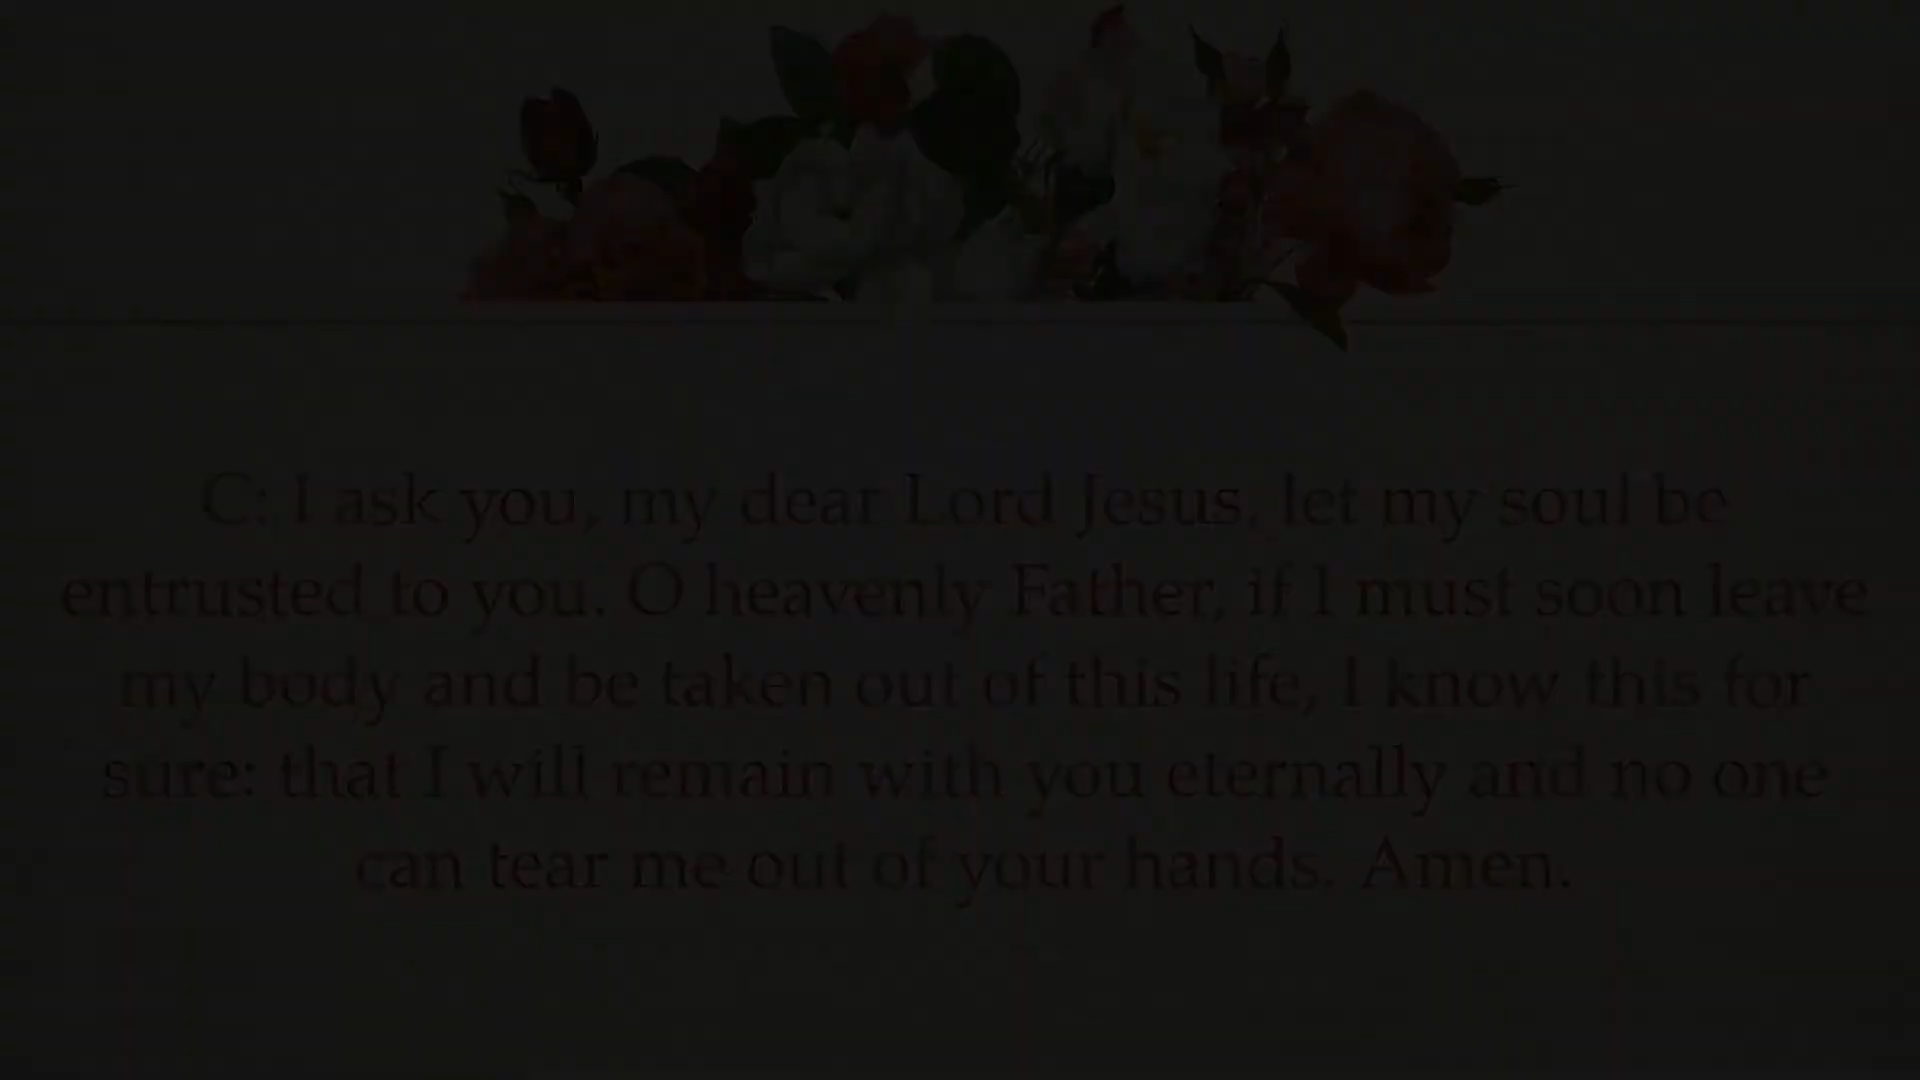 C: I ask you, my dear Lord Jesus, let my soul be
entrusted to you. O heavenly Father, if I must soon leave
my body and be taken out of this life, I know this for
sure: that I will remain with you eternally and no one
can tear me out of your hands. Amen.